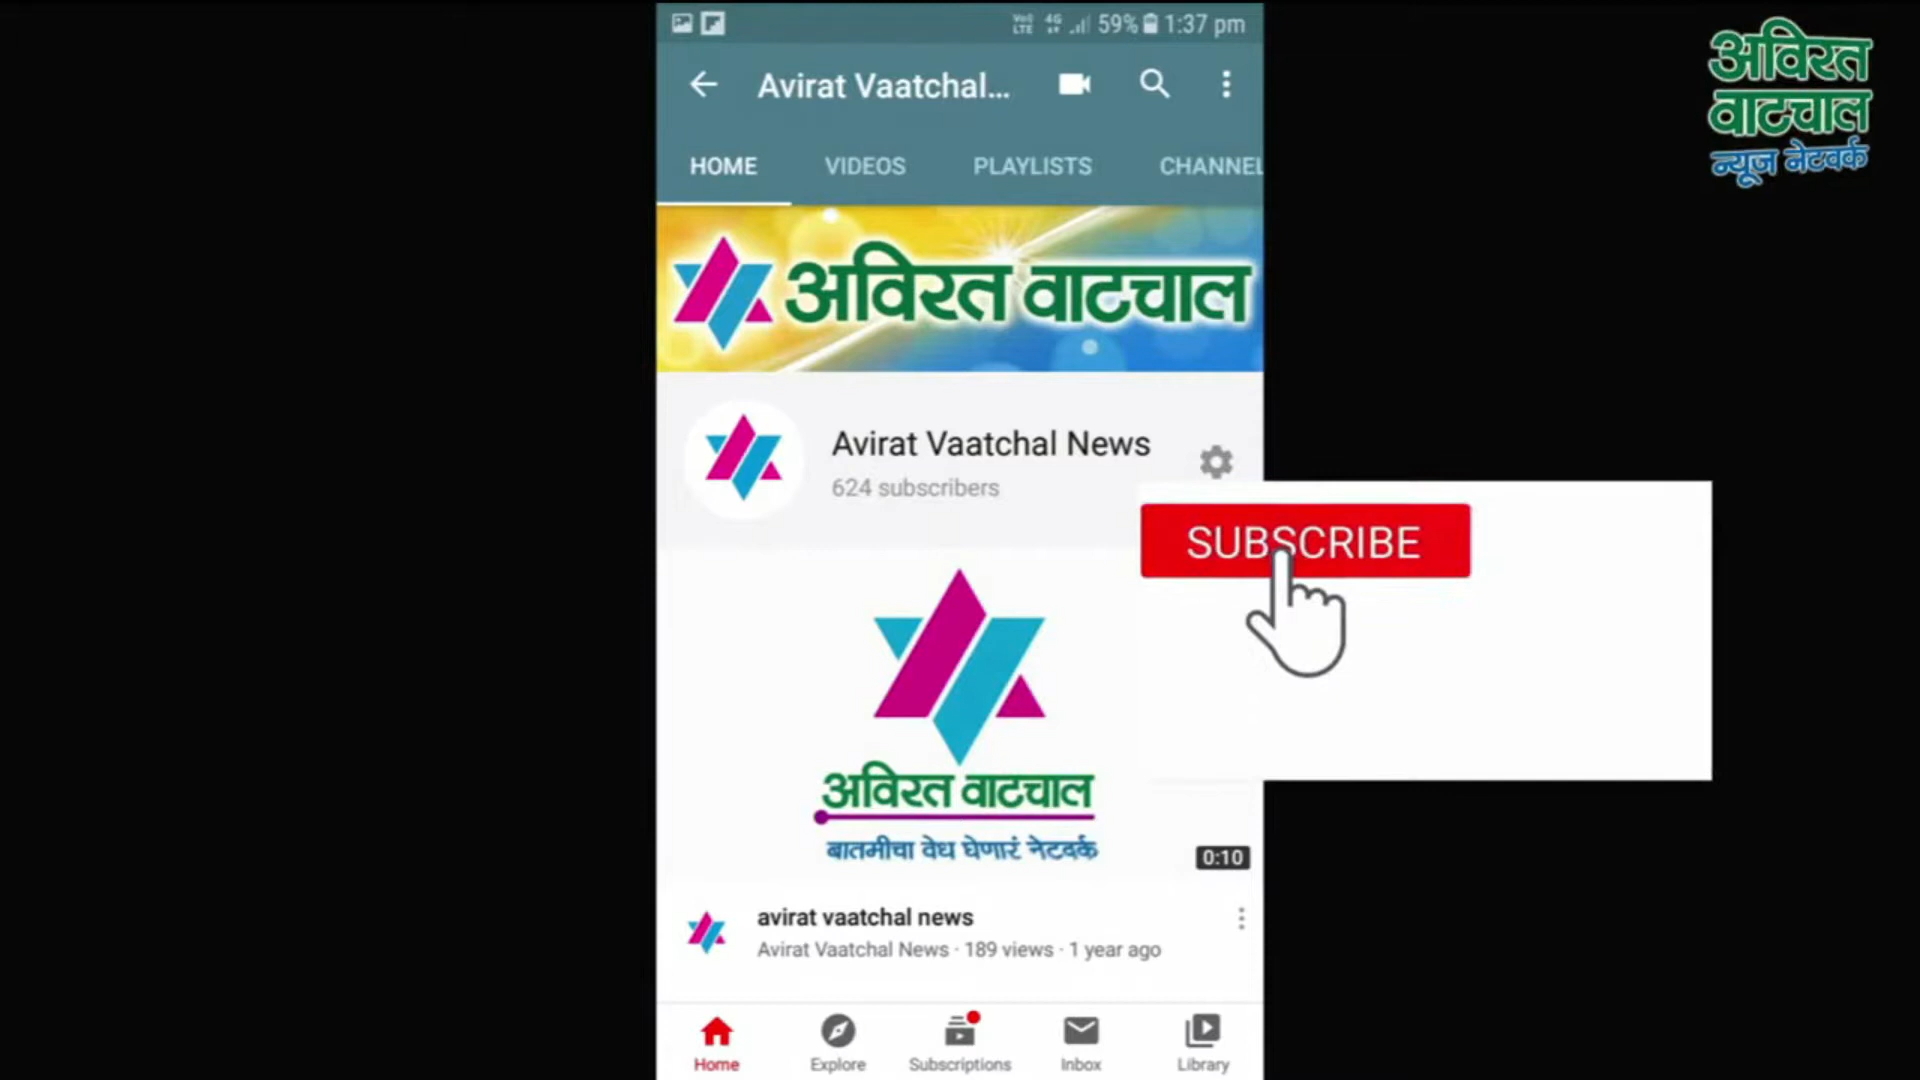 VoLTE 4G 59% 1:37 pm
Avirat Vaatchal...
HOME VIDEOS PLAYLISTS CHANNEL
अविरत वाटचाल
Avirat Vaatchal News
624 subscribers
SUBSCRIBE
अविरत वाटचाल
बातमीचा वेध घेणारं नेटवर्क
0:10
avirat vaatchal news
Avirat Vaatchal News · 189 views · 1 year ago
Home Explore Subscriptions Inbox Library
अविरत
वाटचाल
न्यूज नेटवर्क